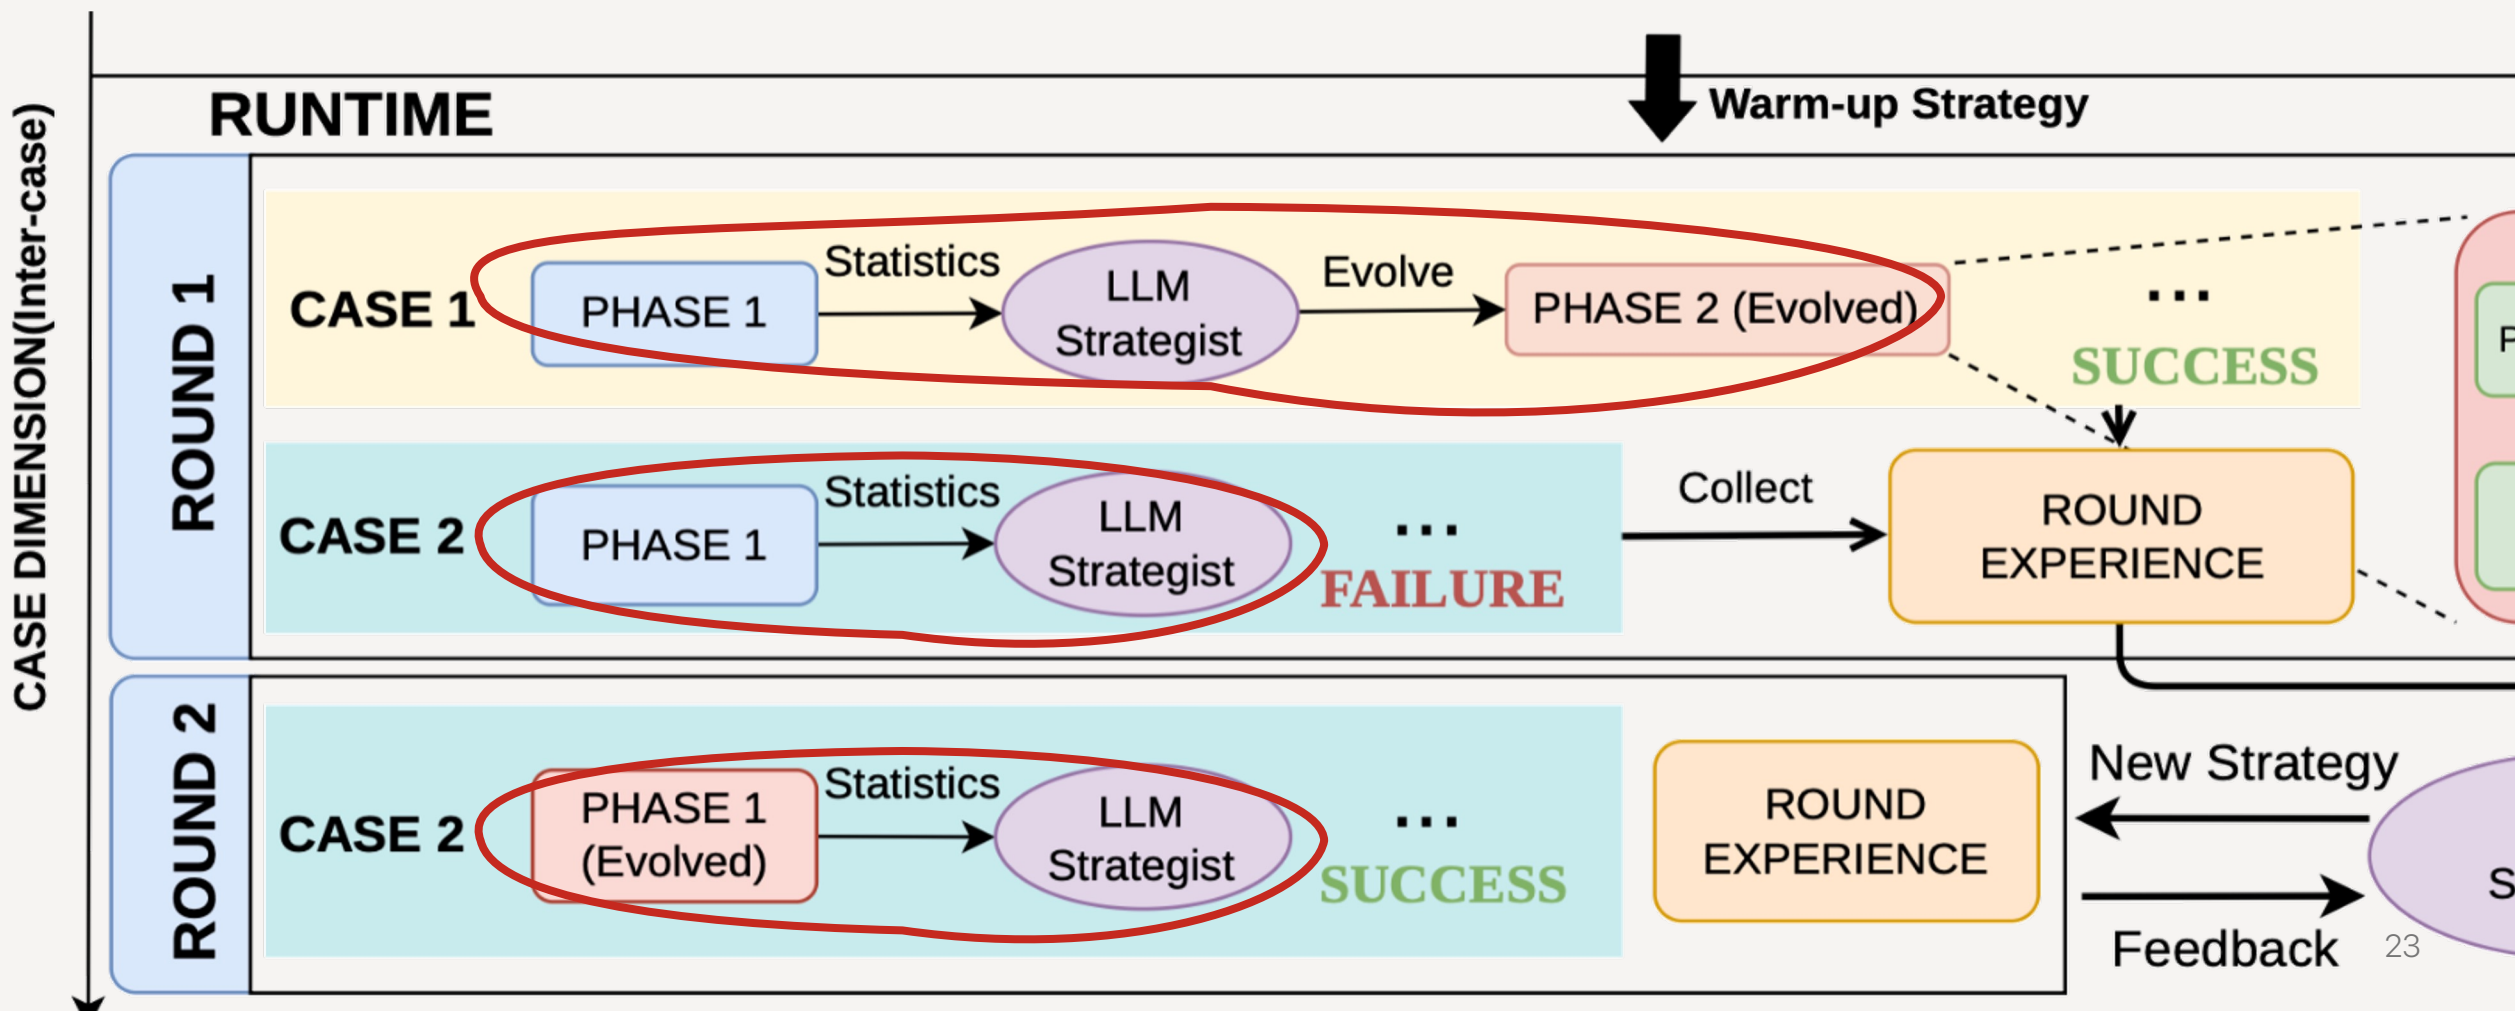 CASE DIMENSION(Inter-case)
RUNTIME
Warm-up Strategy
ROUND 1
CASE 1
PHASE 1
Statistics
LLM
Strategist
Evolve
PHASE 2 (Evolved)
...
SUCCESS
CASE 2
PHASE 1
Statistics
LLM
Strategist
...
FAILURE
Collect
ROUND
EXPERIENCE
ROUND 2
CASE 2
PHASE 1
(Evolved)
Statistics
LLM
Strategist
...
SUCCESS
ROUND
EXPERIENCE
New Strategy
Feedback
23